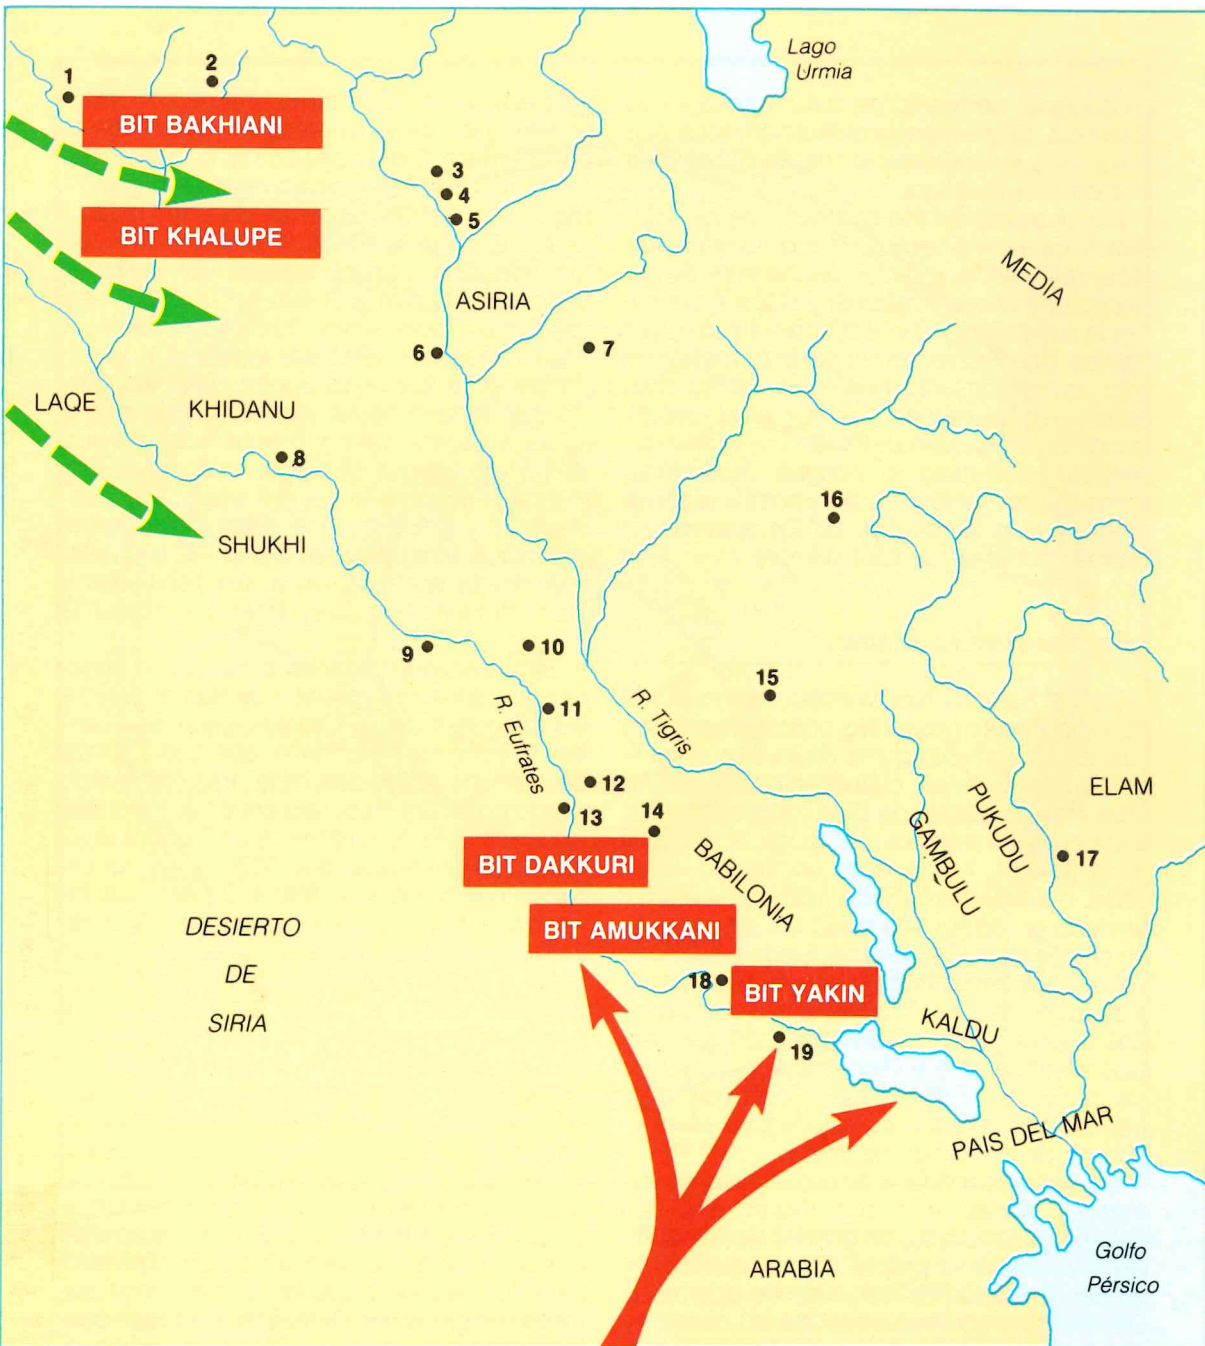 Lago
Urmia
1
2
BIT BAKHIANI
3
4
5
BIT KHALUPE
MEDIA
ASIRIA
6
7
LAQE
KHIDANU
8
16
SHUKHI
9
10
15
11
R. Eufrates
R. Tigris
12
13
14
ELAM
PUKUDU
GAMBULU
17
BIT DAKKURI
BABILONIA
BIT AMUKKANI
DESIERTO
DE
SIRIA
18
BIT YAKIN
KALDU
19
PAIS DEL MAR
ARABIA
Golfo
Pérsico